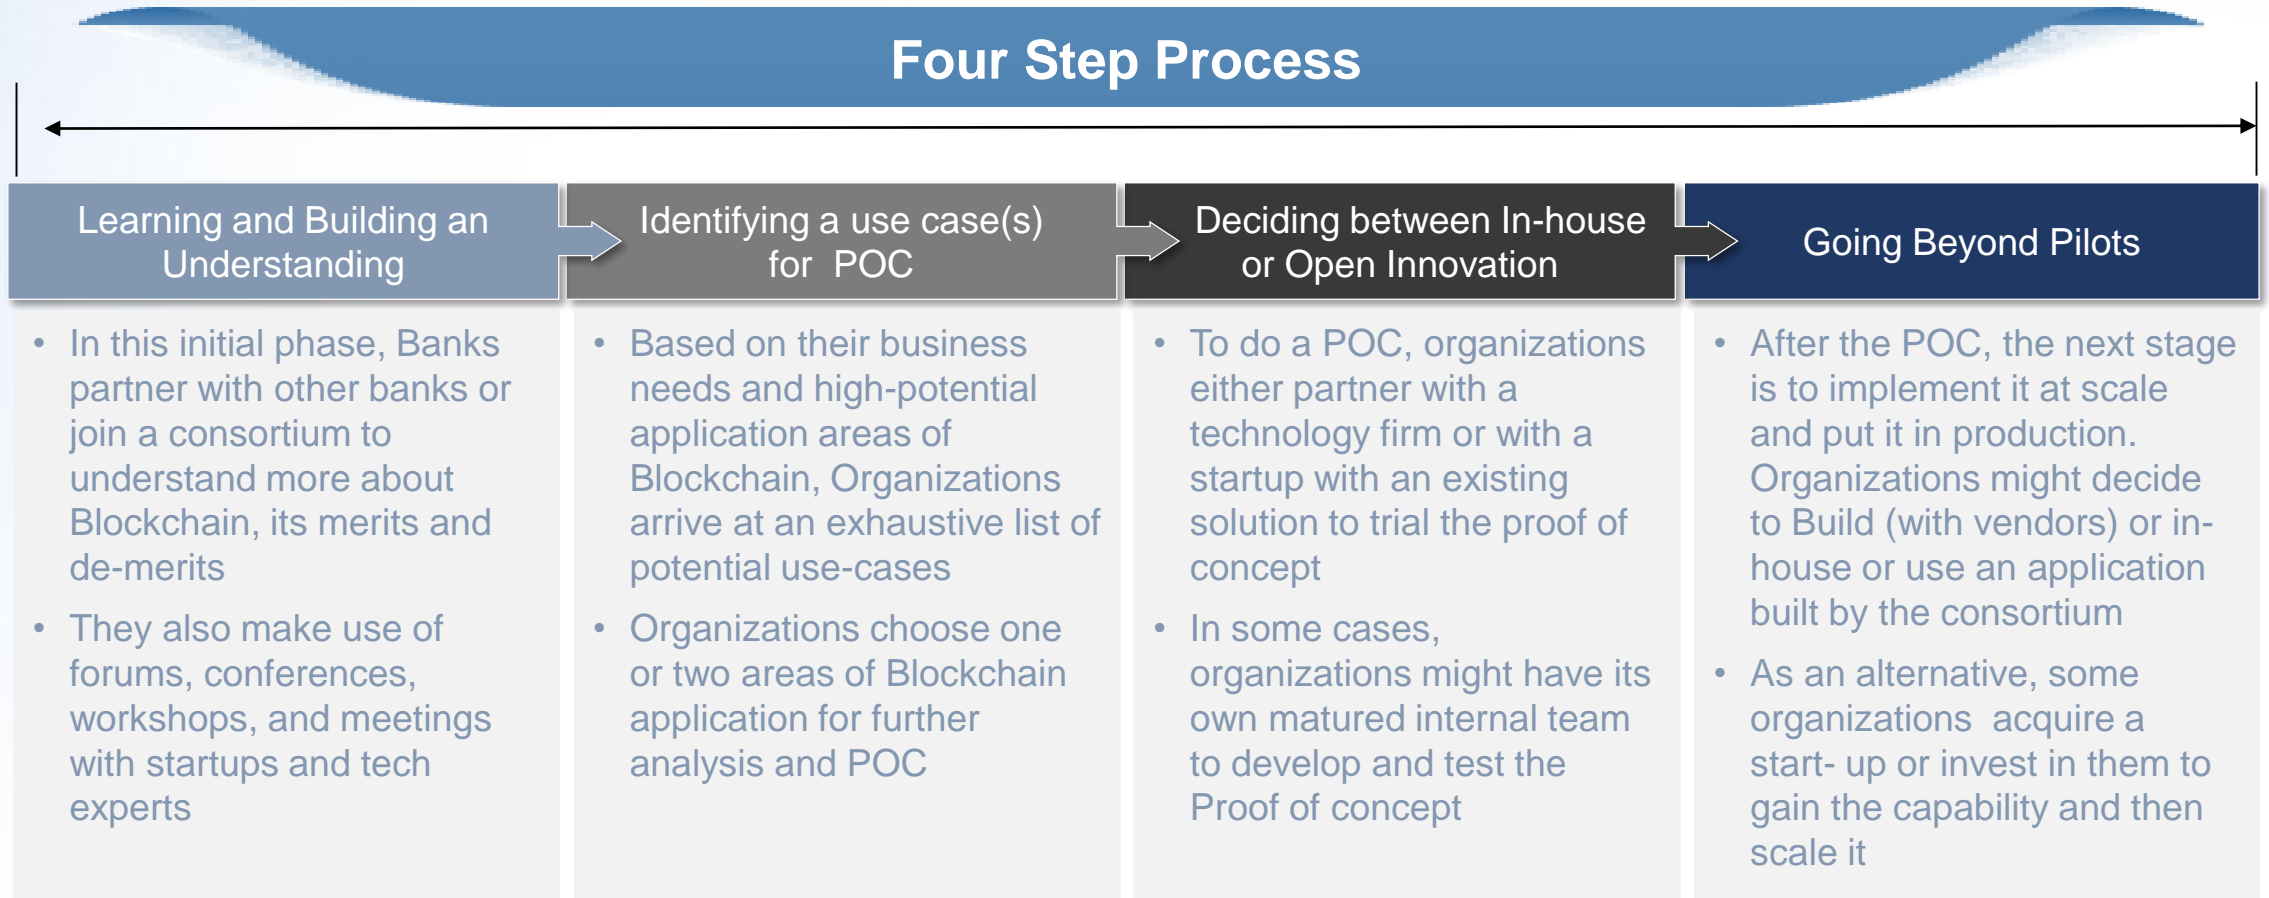 Four Step Process
Learning and Building an
Understanding
Identifying a use case(s)
for POC
Deciding between In-house
or Open Innovation
Going Beyond Pilots
• In this initial phase, Banks
partner with other banks or
join a consortium to
understand more about
Blockchain, its merits and
de-merits
• They also make use of
forums, conferences,
workshops, and meetings
with startups and tech
experts
• Based on their business
needs and high-potential
application areas of
Blockchain, Organizations
arrive at an exhaustive list of
potential use-cases
• Organizations choose one
or two areas of Blockchain
application for further
analysis and POC
• To do a POC, organizations
either partner with a
technology firm or with a
startup with an existing
solution to trial the proof of
concept
• In some cases,
organizations might have its
own matured internal team
to develop and test the
Proof of concept
• After the POC, the next stage
is to implement it at scale
and put it in production.
Organizations might decide
to Build (with vendors) or in-
house or use an application
built by the consortium
• As an alternative, some
organizations acquire a
start- up or invest in them to
gain the capability and then
scale it